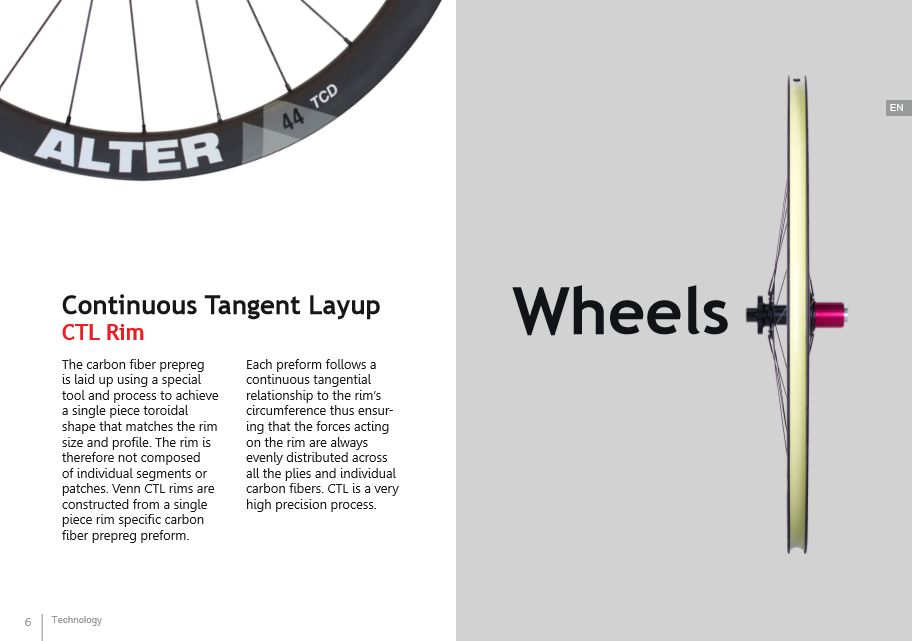 ALTER
44
TCD
Continuous Tangent Layup
CTL Rim
The carbon fiber prepreg
is laid up using a special
tool and process to achieve
a single piece toroidal
shape that matches the rim
size and profile. The rim is
therefore not composed
of individual segments or
patches. Venn CTL rims are
constructed from a single
piece rim specific carbon
fiber prepreg preform.
Each preform follows a
continuous tangential
relationship to the rim's
circumference thus ensur-
ing that the forces acting
on the rim are always
evenly distributed across
all the plies and individual
carbon fibers. CTL is a very
high precision process.
6
Technology
Wheels
EN